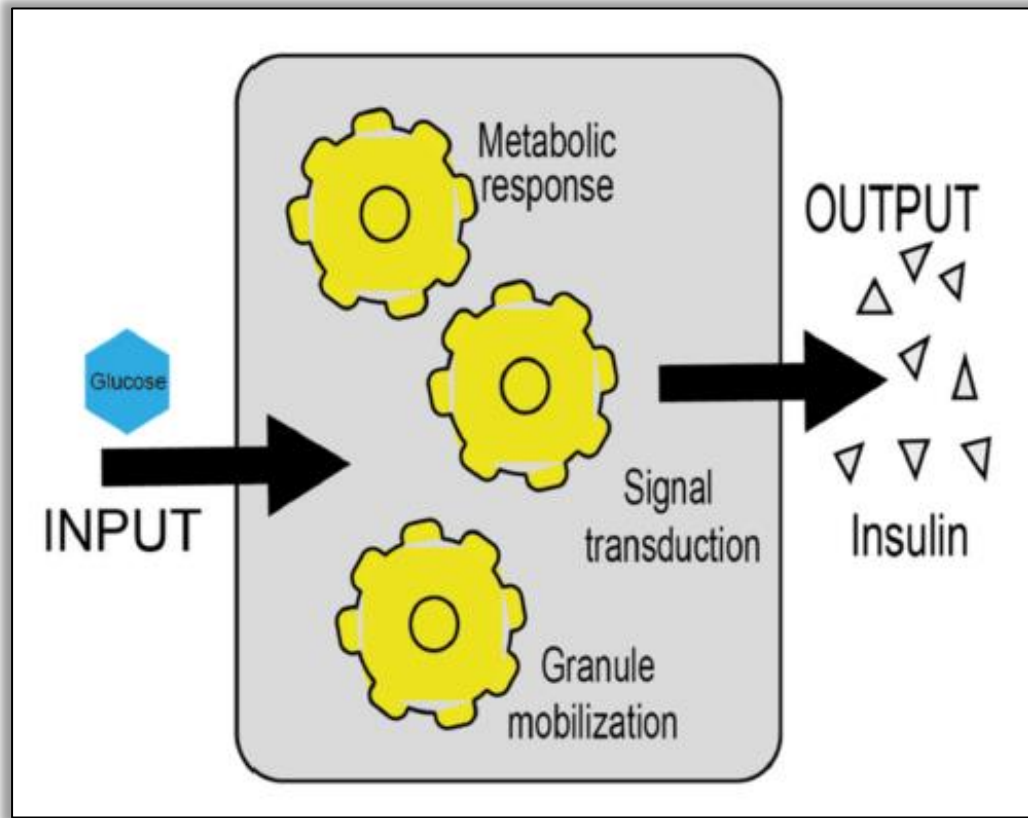 Metabolic
response
OUTPUT
Glucose
INPUT
Signal
transduction
Insulin
Granule
mobilization